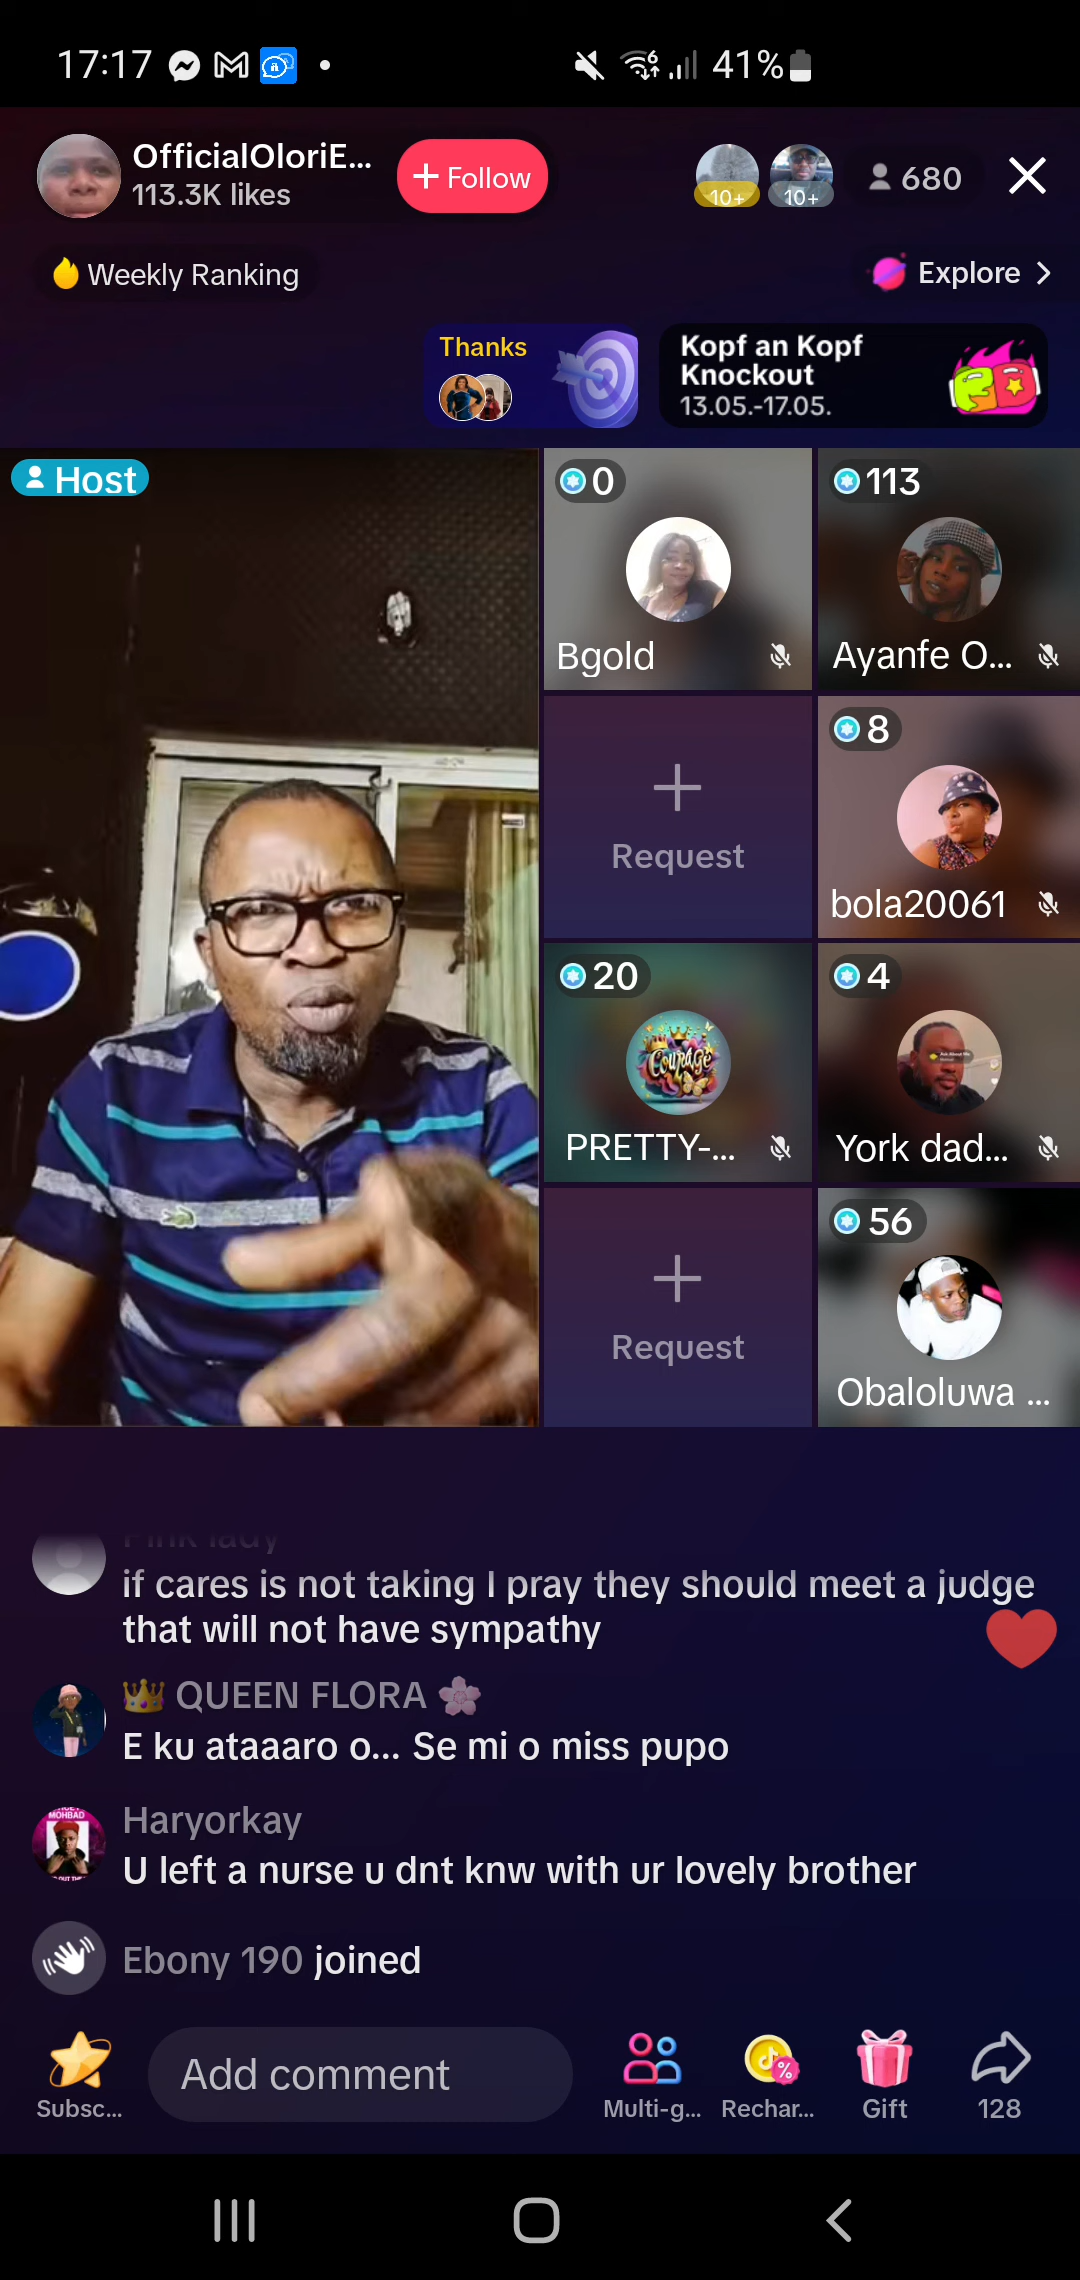 17:17
41%
OfficialOloriE...
113.3K likes
+ Follow
10+
10+
680
Weekly Ranking
Explore
Thanks
Kopf an Kopf
Knockout
13.05.-17.05.
Host
0
Bgold
113
Ayanfe O...
Request
8
bola20061
20
Courage
PRETTY-...
4
York dad...
Request
56
Obaloluwa ...
Pink lady
if cares is not taking I pray they should meet a judge
that will not have sympathy
QUEEN FLORA
E ku ataaaro o... Se mi o miss pupo
MOHBAD
Haryorkay
U left a nurse u dnt knw with ur lovely brother
Ebony 190 joined
Add comment
Subsc...
Multi-g...
Rechar...
Gift
128